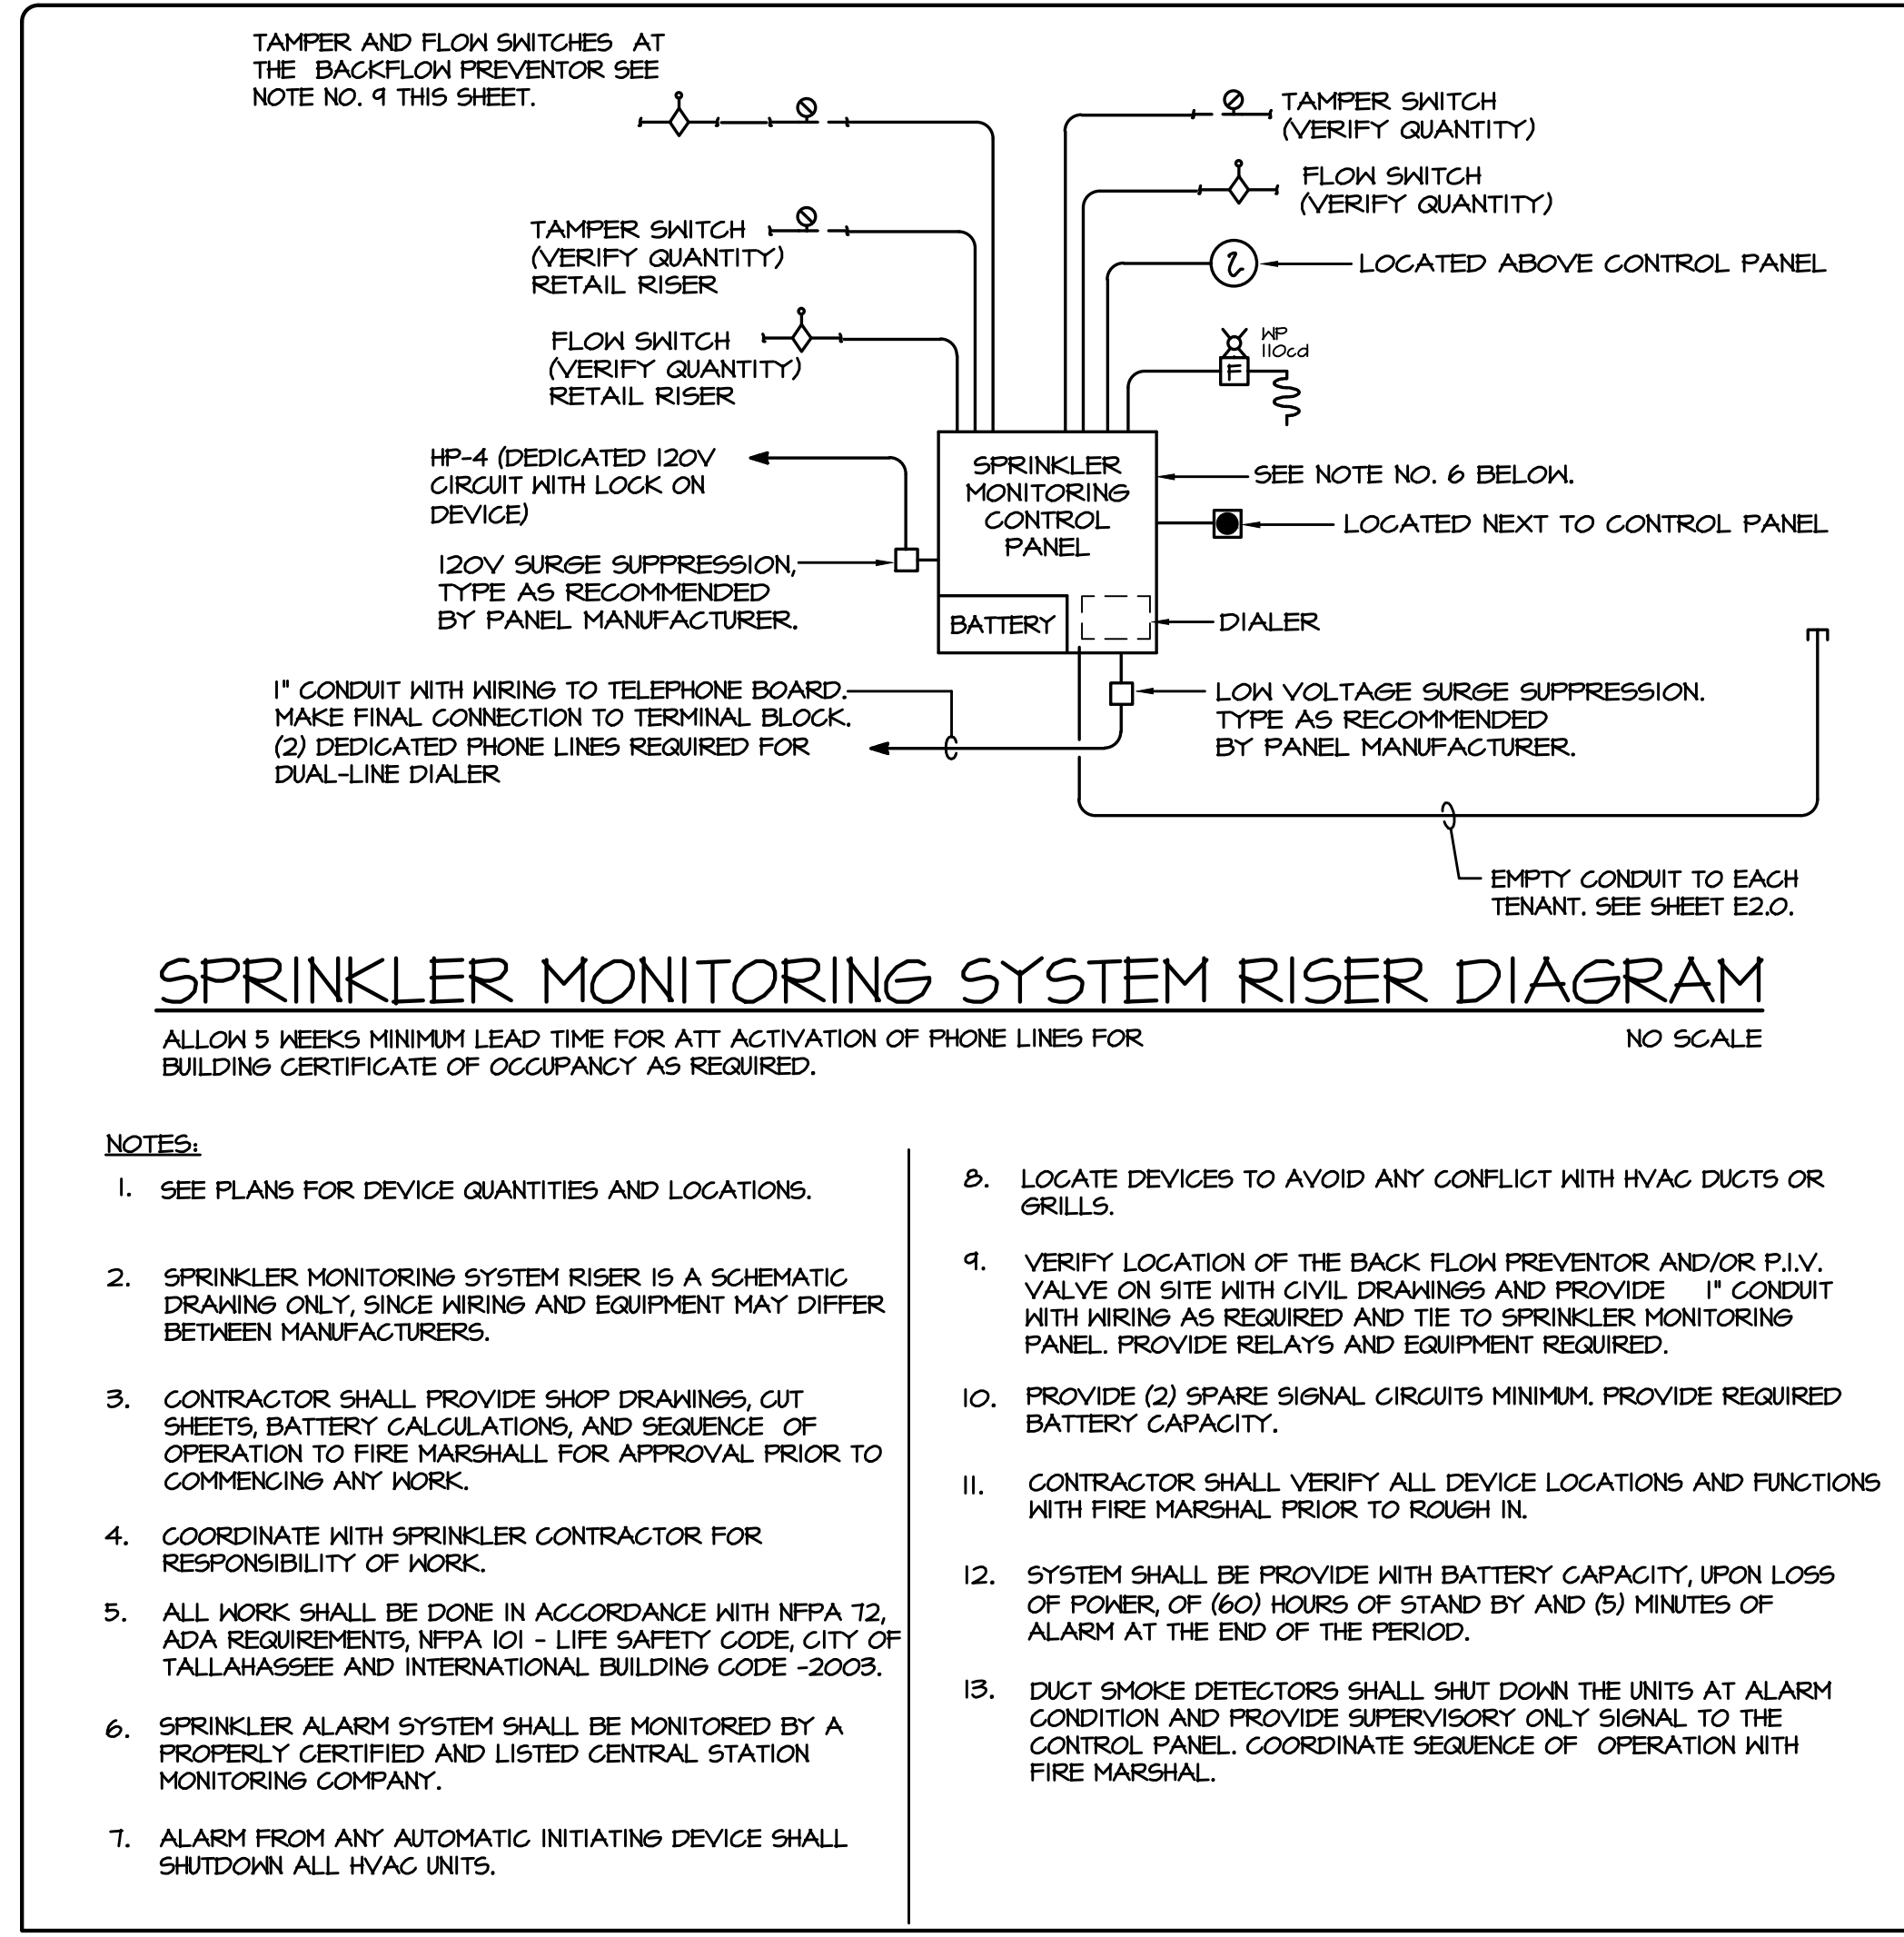 TAMPER AND FLOW SWITCHES AT
THE BACKFLOW PREVENTOR SEE
NOTE NO. 9 THIS SHEET.
TAMPER SWITCH
(VERIFY QUANTITY)
FLOW SWITCH
(VERIFY QUANTITY)
TAMPER SWITCH
(VERIFY QUANTITY)
RETAIL RISER
LOCATED ABOVE CONTROL PANEL
FLOW SWITCH
(VERIFY QUANTITY)
RETAIL RISER
WP
110cd
F
HP-4 (DEDICATED 120V
CIRCUIT WITH LOCK ON
DEVICE)
SPRINKLER
MONITORING
CONTROL
PANEL
SEE NOTE NO. 6 BELOW.
LOCATED NEXT TO CONTROL PANEL
120V SURGE SUPPRESSION,
TYPE AS RECOMMENDED
BY PANEL MANUFACTURER.
BATTERY
DIALER
1" CONDUIT WITH WIRING TO TELEPHONE BOARD.
MAKE FINAL CONNECTION TO TERMINAL BLOCK.
(2) DEDICATED PHONE LINES REQUIRED FOR
DUAL-LINE DIALER
LOW VOLTAGE SURGE SUPPRESSION.
TYPE AS RECOMMENDED
BY PANEL MANUFACTURER.
EMPTY CONDUIT TO EACH
TENANT. SEE SHEET E2.0.
SPRINKLER MONITORING SYSTEM RISER DIAGRAM
ALLOW 5 WEEKS MINIMUM LEAD TIME FOR ATT ACTIVATION OF PHONE LINES FOR
BUILDING CERTIFICATE OF OCCUPANCY AS REQUIRED.
NO SCALE
NOTES:
1. SEE PLANS FOR DEVICE QUANTITIES AND LOCATIONS.
2. SPRINKLER MONITORING SYSTEM RISER IS A SCHEMATIC
DRAWING ONLY, SINCE WIRING AND EQUIPMENT MAY DIFFER
BETWEEN MANUFACTURERS.
3. CONTRACTOR SHALL PROVIDE SHOP DRAWINGS, CUT
SHEETS, BATTERY CALCULATIONS, AND SEQUENCE OF
OPERATION TO FIRE MARSHALL FOR APPROVAL PRIOR TO
COMMENCING ANY WORK.
4. COORDINATE WITH SPRINKLER CONTRACTOR FOR
RESPONSIBILITY OF WORK.
5. ALL WORK SHALL BE DONE IN ACCORDANCE WITH NFPA 72,
ADA REQUIREMENTS, NFPA 101 - LIFE SAFETY CODE, CITY OF
TALLAHASSEE AND INTERNATIONAL BUILDING CODE -2003.
6. SPRINKLER ALARM SYSTEM SHALL BE MONITORED BY A
PROPERLY CERTIFIED AND LISTED CENTRAL STATION
MONITORING COMPANY.
7. ALARM FROM ANY AUTOMATIC INITIATING DEVICE SHALL
SHUTDOWN ALL HVAC UNITS.
8. LOCATE DEVICES TO AVOID ANY CONFLICT WITH HVAC DUCTS OR
GRILLS.
9. VERIFY LOCATION OF THE BACK FLOW PREVENTOR AND/OR P.I.V.
VALVE ON SITE WITH CIVIL DRAWINGS AND PROVIDE 1" CONDUIT
WITH WIRING AS REQUIRED AND TIE TO SPRINKLER MONITORING
PANEL. PROVIDE RELAYS AND EQUIPMENT REQUIRED.
10. PROVIDE (2) SPARE SIGNAL CIRCUITS MINIMUM. PROVIDE REQUIRED
BATTERY CAPACITY.
11. CONTRACTOR SHALL VERIFY ALL DEVICE LOCATIONS AND FUNCTIONS
WITH FIRE MARSHAL PRIOR TO ROUGH IN.
12. SYSTEM SHALL BE PROVIDE WITH BATTERY CAPACITY, UPON LOSS
OF POWER, OF (60) HOURS OF STAND BY AND (5) MINUTES OF
ALARM AT THE END OF THE PERIOD.
13. DUCT SMOKE DETECTORS SHALL SHUT DOWN THE UNITS AT ALARM
CONDITION AND PROVIDE SUPERVISORY ONLY SIGNAL TO THE
CONTROL PANEL. COORDINATE SEQUENCE OF OPERATION WITH
FIRE MARSHAL.